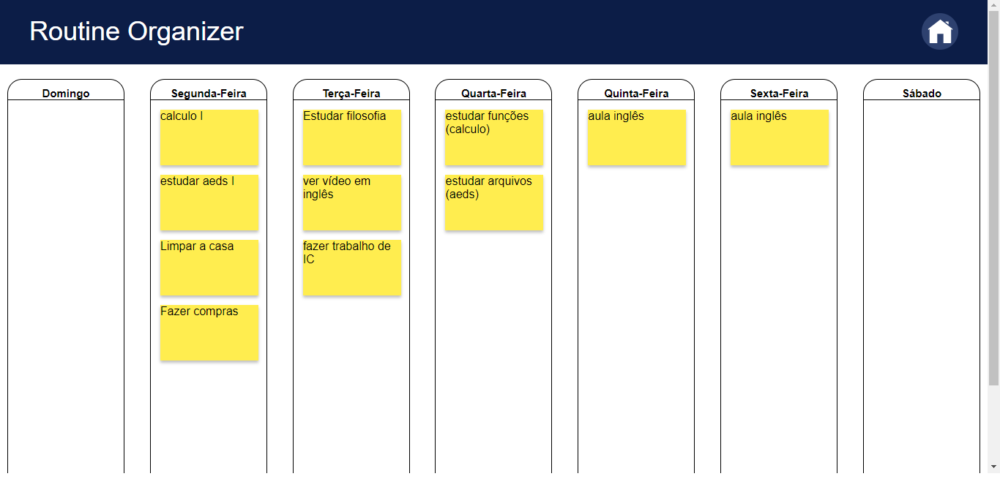 Routine Organizer
Domingo
Segunda-Feira
calculo I
estudar aeds I
Limpar a casa
Fazer compras
Terça-Feira
Estudar filosofia
ver vídeo em
inglês
fazer trabalho de
IC
Quarta-Feira
estudar funções
(calculo)
estudar arquivos
(aeds)
Quinta-Feira
aula inglês
Sexta-Feira
aula inglês
Sábado